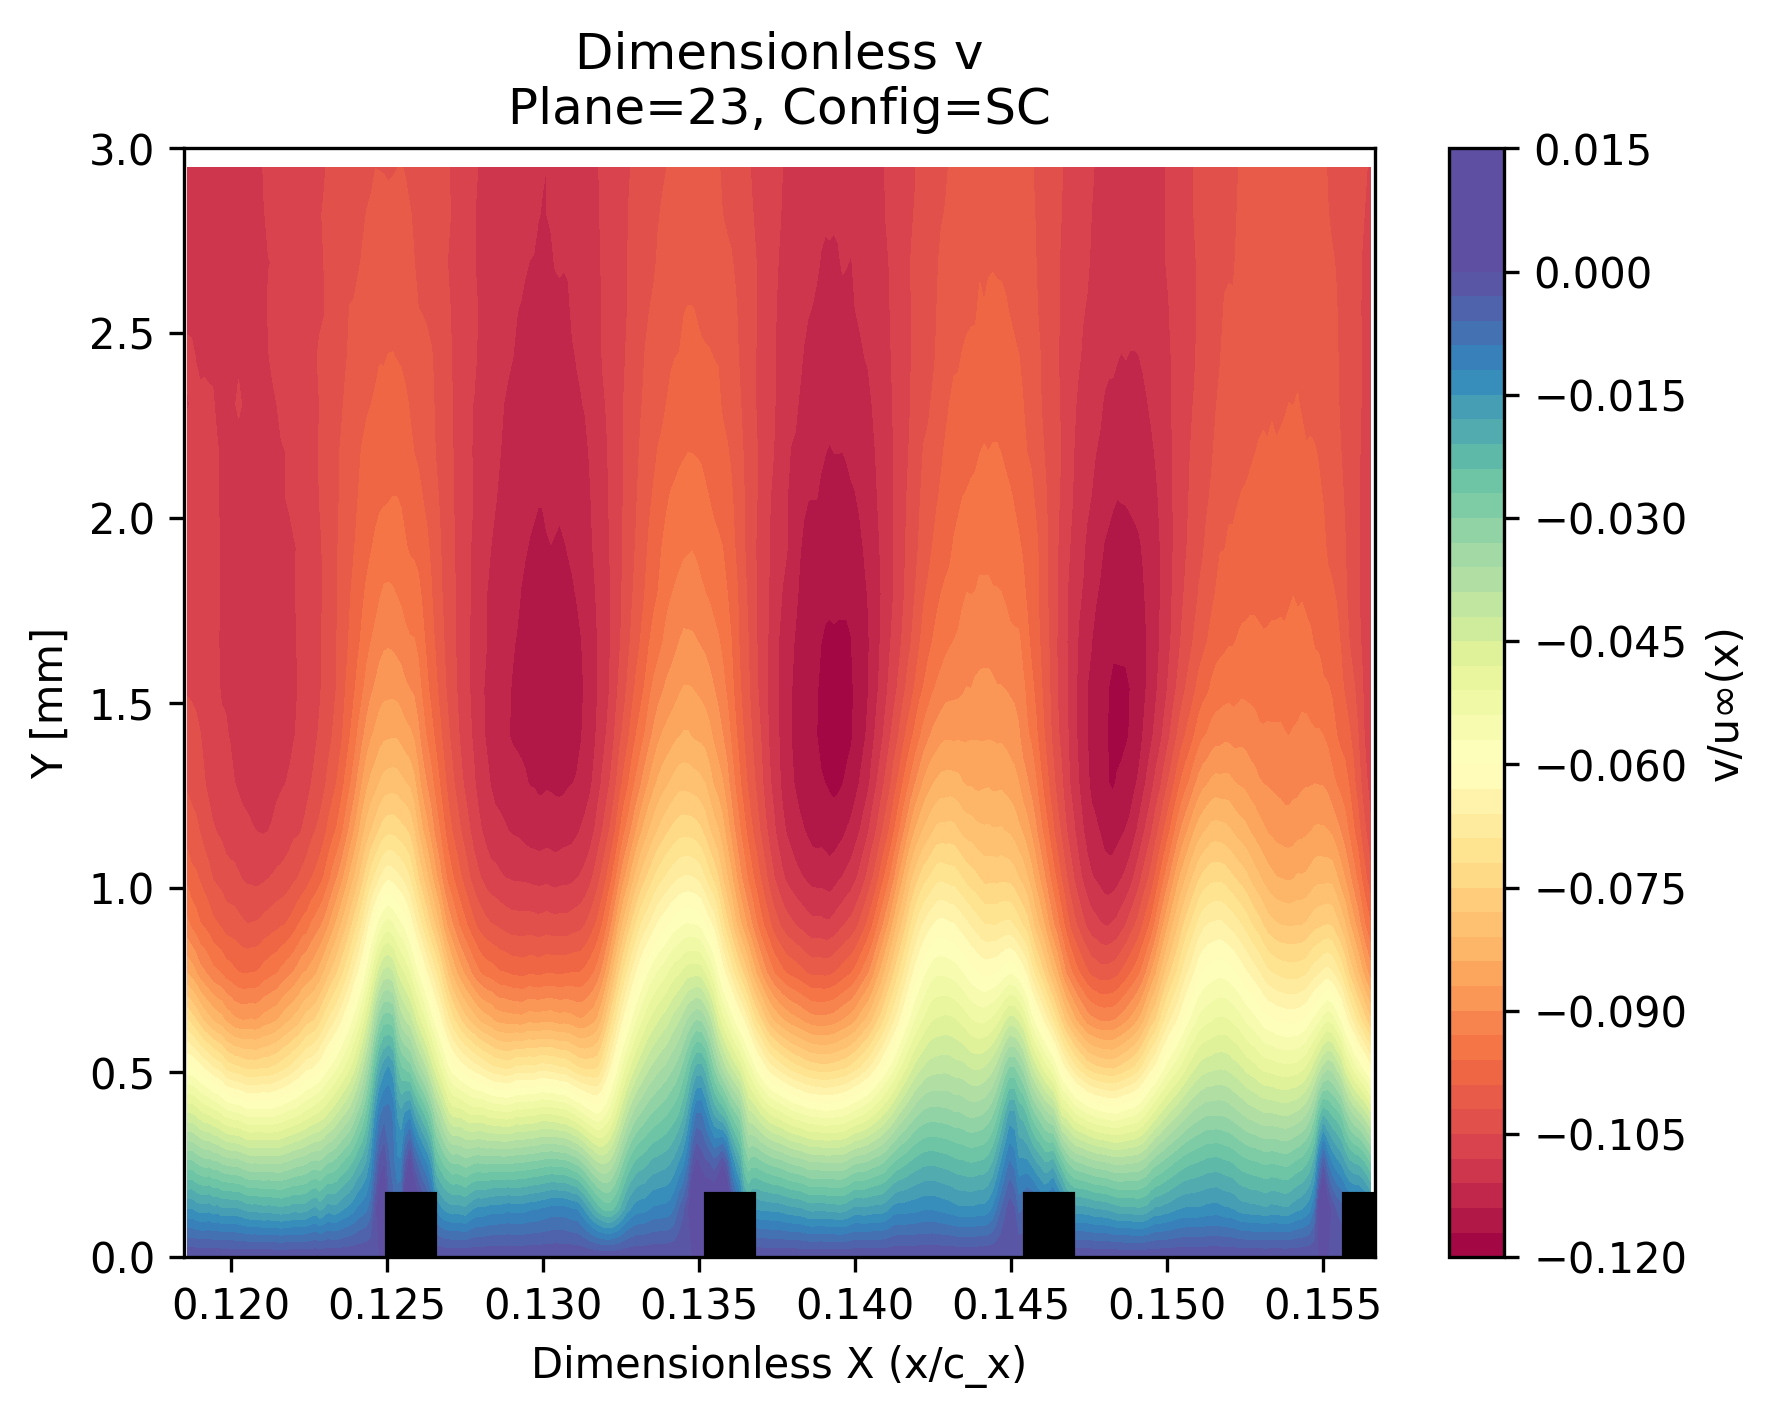 Dimensionless v
Plane=23, Config=SC
3.0
2.5
2.0
1.5
1.0
0.5
0.0
Y [mm]
0.120 0.125 0.130 0.135 0.140 0.145 0.150 0.155
Dimensionless X (x/c_x)
0.015
0.000
−0.015
−0.030
−0.045
−0.060
−0.075
−0.090
−0.105
−0.120
v/u∞(x)